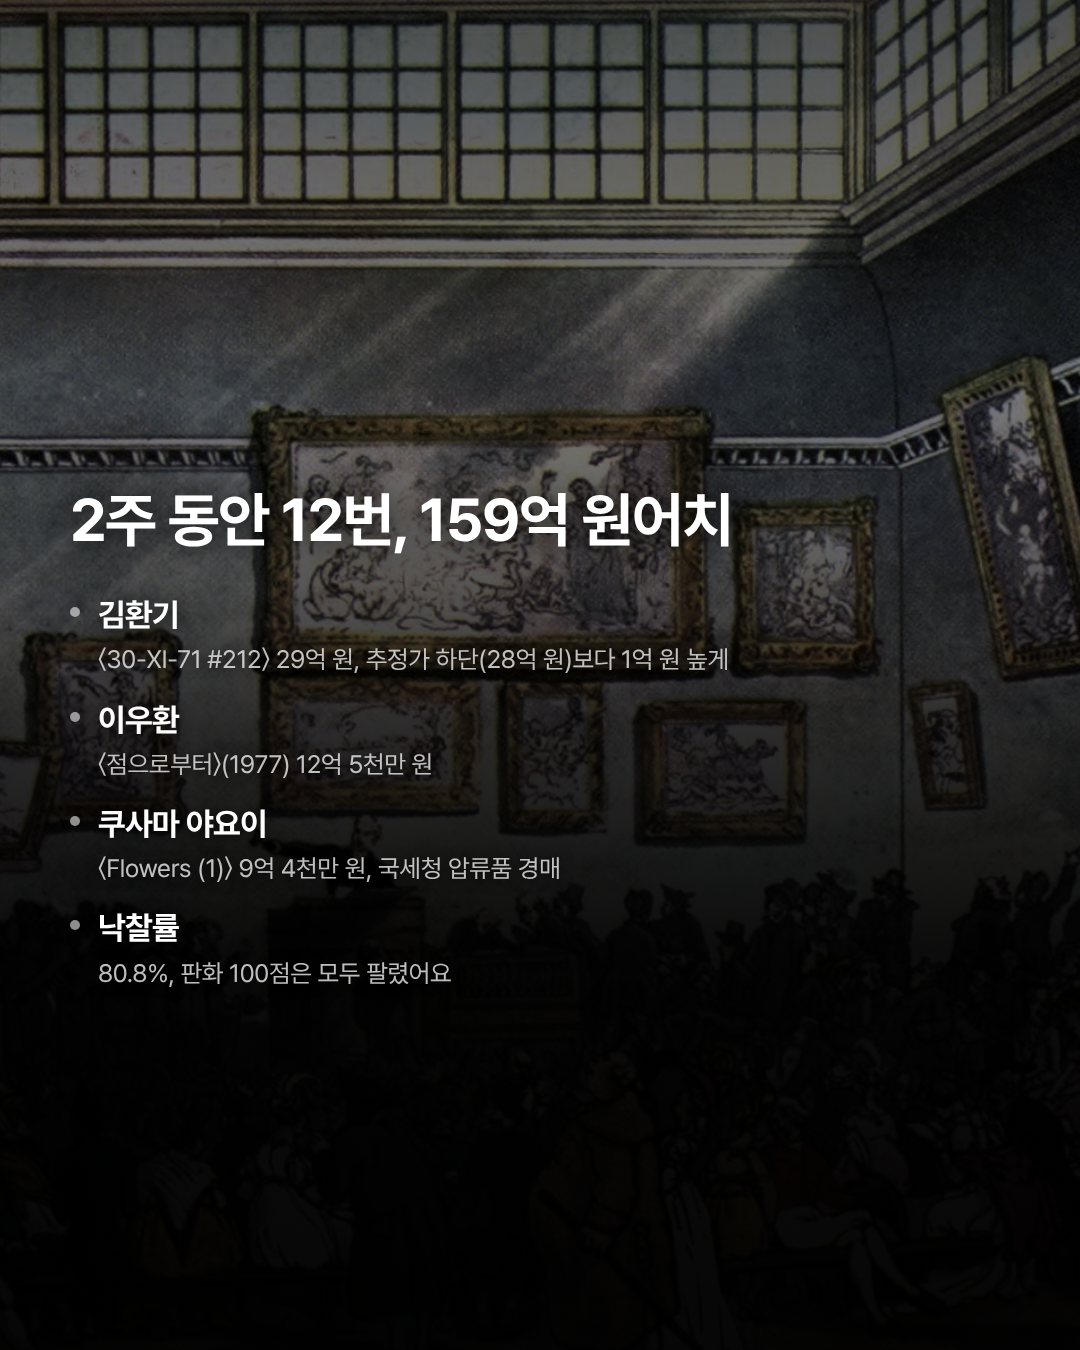 2주 동안 12번, 159억 원어치
• 김환기
〈30-XI-71 #212〉 29억 원, 추정가 하단(28억 원)보다 1억 원 높게
• 이우환
〈점으로부터〉(1977) 12억 5천만 원
• 쿠사마 야요이
〈Flowers (1)〉 9억 4천만 원, 국세청 압류품 경매
• 낙찰률
80.8%, 판화 100점은 모두 팔렸어요